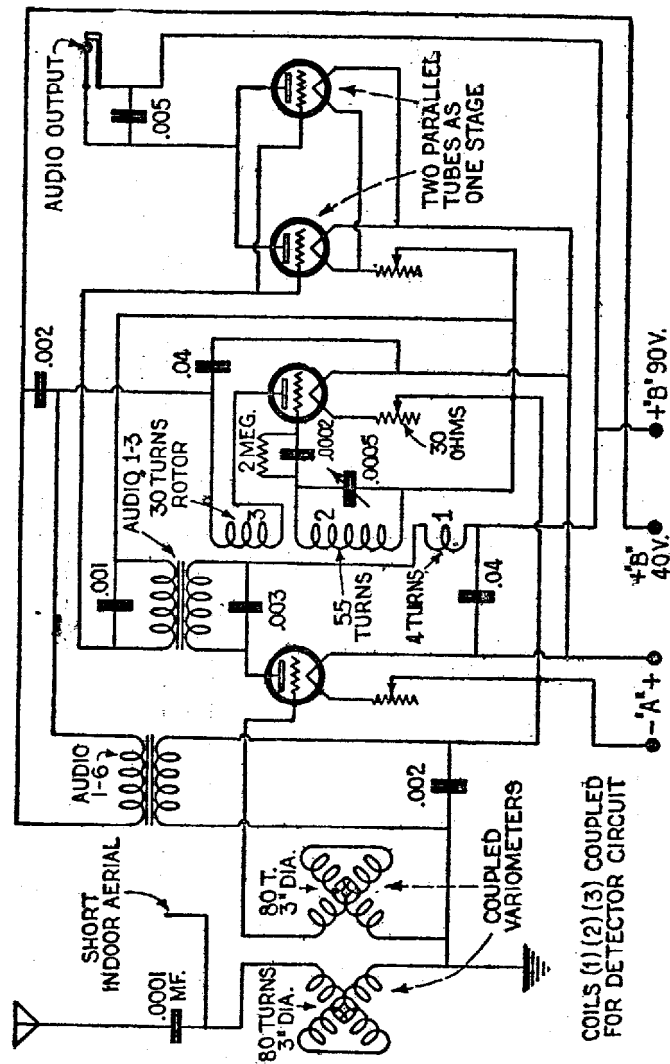 AUDIO OUTPUT
.005
TWO PARALLEL
TUBES AS
ONE STAGE
.002
.04
2 MEG.
.0002
.0005
30
OHMS
AUDIO 1-3
30 TURNS
ROTOR
3
2
1
55
TURNS
4 TURNS
.001
.003
.04
AUDIO
1-6
.002
SHORT
INDOOR AERIAL
.0001
MF.
80 T.
3" DIA.
80 TURNS
3" DIA.
COUPLED
VARIOMETERS
COILS (1) (2) (3) COUPLED
FOR DETECTOR CIRCUIT
- "A" +
+"B"
40 V.
+"B" 90 V.